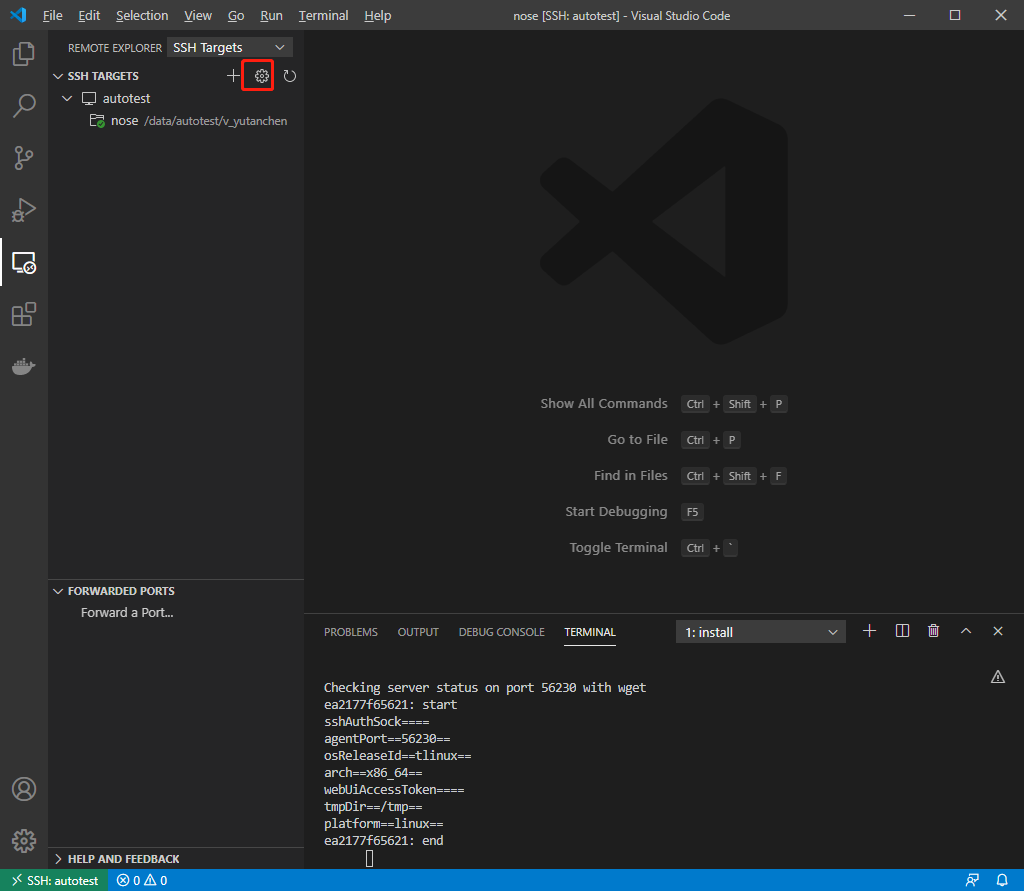 File Edit Selection View Go Run Terminal Help nose [SSH: autotest] - Visual Studio Code
REMOTE EXPLORER SSH Targets
SSH TARGETS
autotest
nose /data/autotest/v_yutanchen
Show All Commands Ctrl + Shift + P
Go to File Ctrl + P
Find in Files Ctrl + Shift + F
Start Debugging F5
Toggle Terminal Ctrl + `
FORWARDED PORTS
Forward a Port...
HELP AND FEEDBACK
PROBLEMS OUTPUT DEBUG CONSOLE TERMINAL 1: install
Checking server status on port 56230 with wget
ea2177f65621: start
sshAuthSock====
agentPort==56230==
osReleaseId==tlinux==
arch==x86_64==
webUiAccessToken====
tmpDir==/tmp==
platform==linux==
ea2177f65621: end
SSH: autotest 0 0